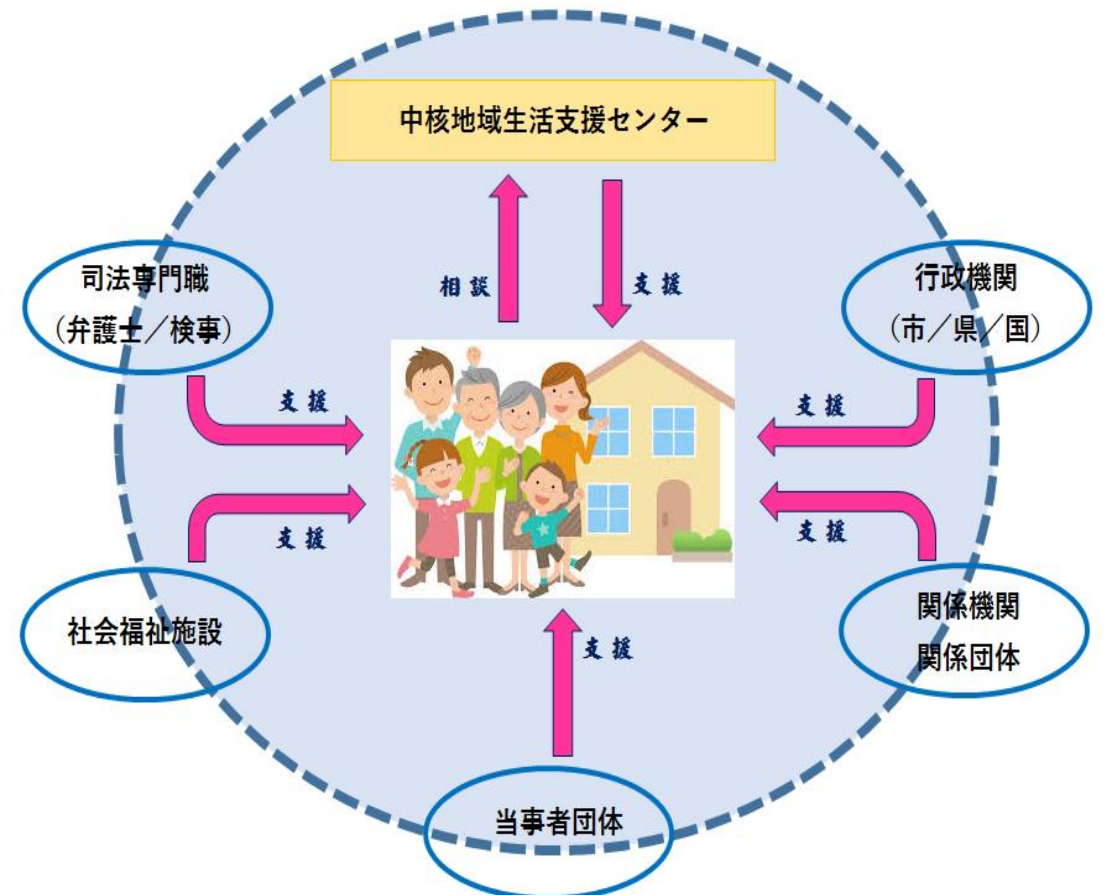 中核地域生活支援センター
司法専門職
（弁護士／検事）
相談
支援
行政機関
（市／県／国）
支援
支援
支援
支援
社会福祉施設
関係機関
関係団体
支援
当事者団体